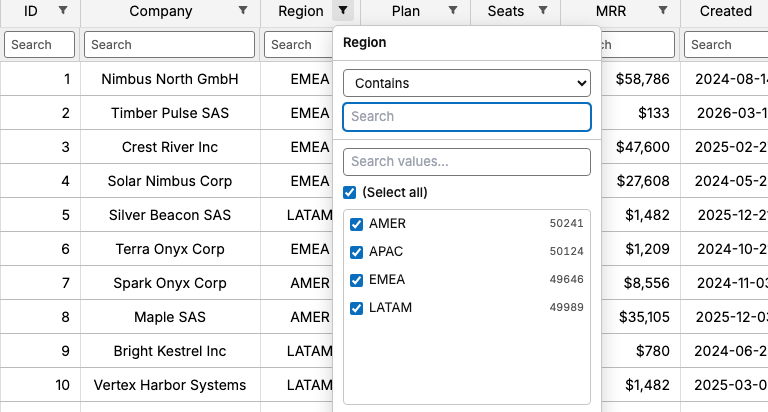 ID Company Region Plan Seats MRR Created
Search Search Search Search Search
Region
Contains
Search
Search values...
(Select all)
AMER 50241
APAC 50124
EMEA 49646
LATAM 49989
1 Nimbus North GmbH EMEA $58,786 2024-08-1
2 Timber Pulse SAS EMEA $133 2026-03-1
3 Crest River Inc EMEA $47,600 2025-02-2
4 Solar Nimbus Corp EMEA $27,608 2024-05-2
5 Silver Beacon SAS LATAM $1,482 2025-12-2
6 Terra Onyx Corp EMEA $1,209 2024-10-2
7 Spark Onyx Corp AMER $8,556 2024-11-03
8 Maple SAS AMER $35,105 2025-12-03
9 Bright Kestrel Inc LATAM $780 2024-06-2
10 Vertex Harbor Systems LATAM $1,482 2025-03-0